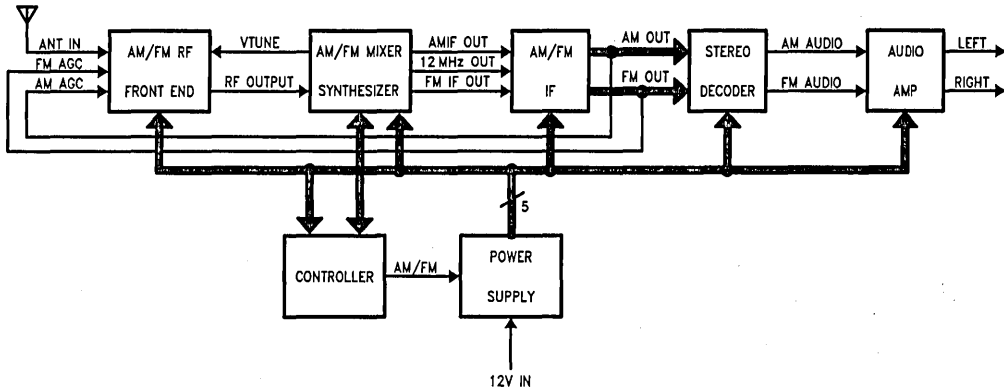 ANT IN
FM AGC
AM AGC
AM/FM RF
FRONT END
VTUNE
RF OUTPUT
AM/FM MIXER
SYNTHESIZER
AMIF OUT
12 MHz OUT
FM IF OUT
AM/FM
IF
AM OUT
FM OUT
STEREO
DECODER
AM AUDIO
FM AUDIO
AUDIO
AMP
LEFT
RIGHT
5
CONTROLLER
AM/FM
POWER
SUPPLY
12V IN